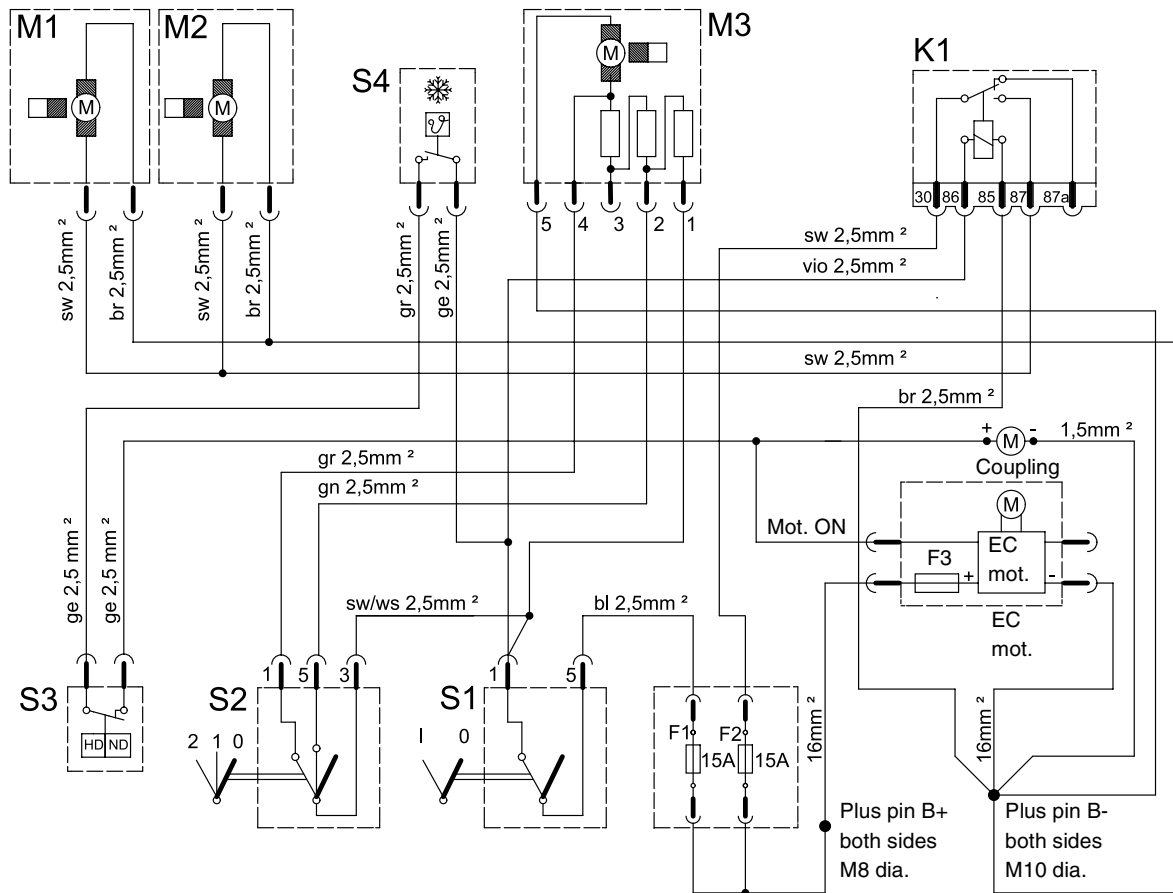 M1
M2
S4
M3
K1
M
M
M
5
4
3
2
1
30
86
85
87
87a
sw 2,5mm ²
br 2,5mm ²
sw 2,5mm ²
br 2,5mm ²
gr 2,5mm ²
ge 2,5mm ²
sw 2,5mm ²
vio 2,5mm ²
sw 2,5mm ²
br 2,5mm ²
+
M
-
1,5mm ²
Coupling
gr 2,5mm ²
gn 2,5mm ²
M
Mot. ON
F3
+
EC
mot.
-
EC
mot.
ge 2,5 mm ²
ge 2,5 mm ²
sw/ws 2,5mm ²
bl 2,5mm ²
S3
HD
ND
S2
1
5
3
2 1 0
S1
1
5
I 0
F1
15A
F2
15A
16mm ²
16mm ²
Plus pin B+
both sides
M8 dia.
Plus pin B-
both sides
M10 dia.